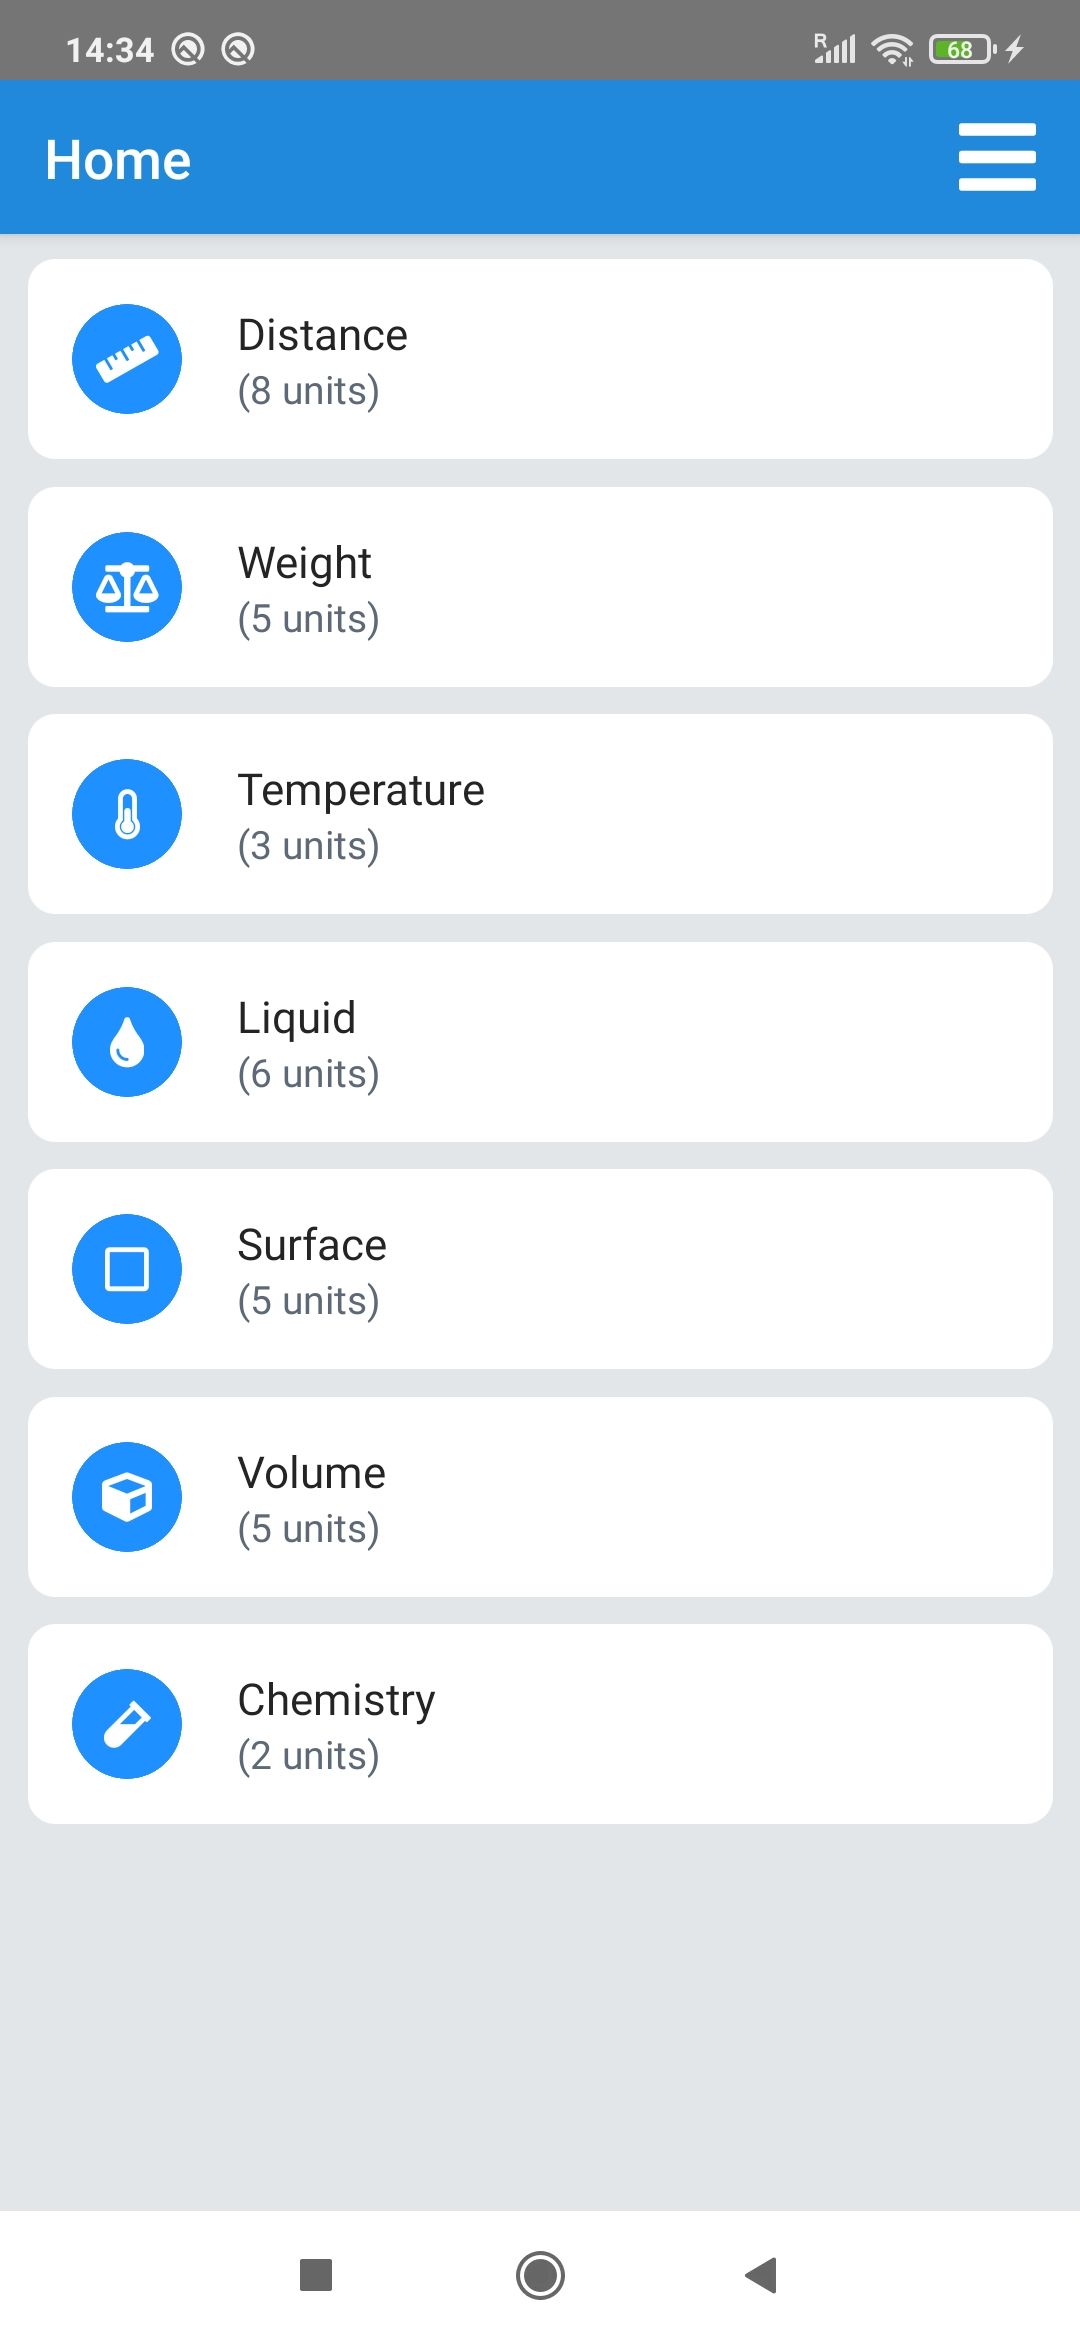 14:34
R
68
Home
Distance
(8 units)
Weight
(5 units)
Temperature
(3 units)
Liquid
(6 units)
Surface
(5 units)
Volume
(5 units)
Chemistry
(2 units)